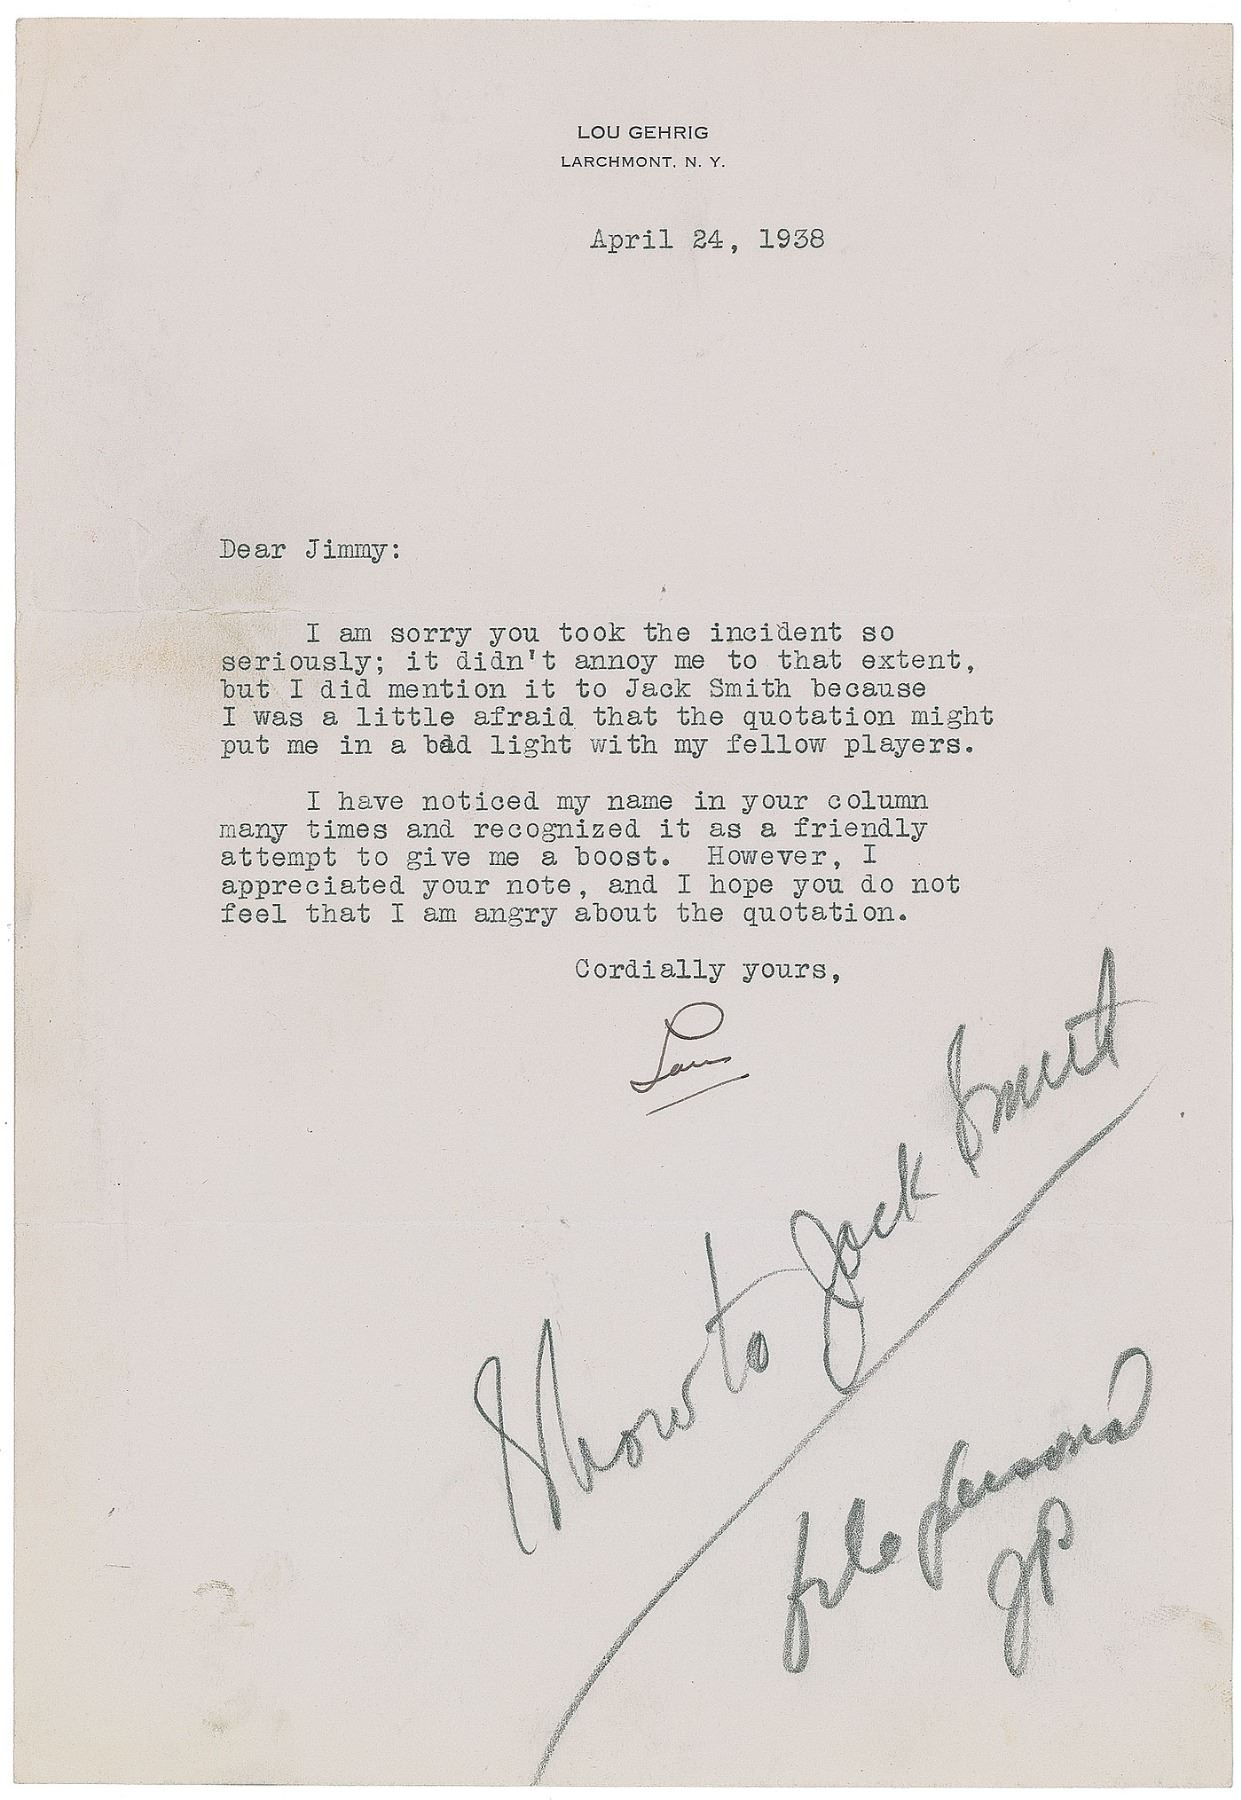 LOU GEHRIG
LARCHMONT, N. Y.
April 24, 1938
Dear Jimmy:
I am sorry you took the incident so
seriously; it didn't annoy me to that extent,
but I did mention it to Jack Smith because
I was a little afraid that the quotation might
put me in a bad light with my fellow players.
I have noticed my name in your column
many times and recognized it as a friendly
attempt to give me a boost. However, I
appreciated your note, and I hope you do not
feel that I am angry about the quotation.
Cordially yours,
Lou
Show to Jack Smith
file personal
JP